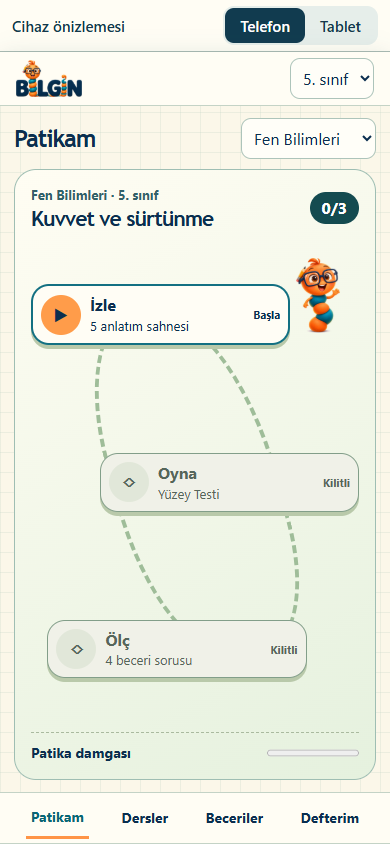 Cihaz önizlemesi
Telefon
Tablet
BİLGİN
5. sınıf
Patikam
Fen Bilimleri
Fen Bilimleri · 5. sınıf
Kuvvet ve sürtünme
0/3
İzle
5 anlatım sahnesi
Başla
Oyna
Yüzey Testi
Kilitli
Ölç
4 beceri sorusu
Kilitli
Patika damgası
Patikam
Dersler
Beceriler
Defterim